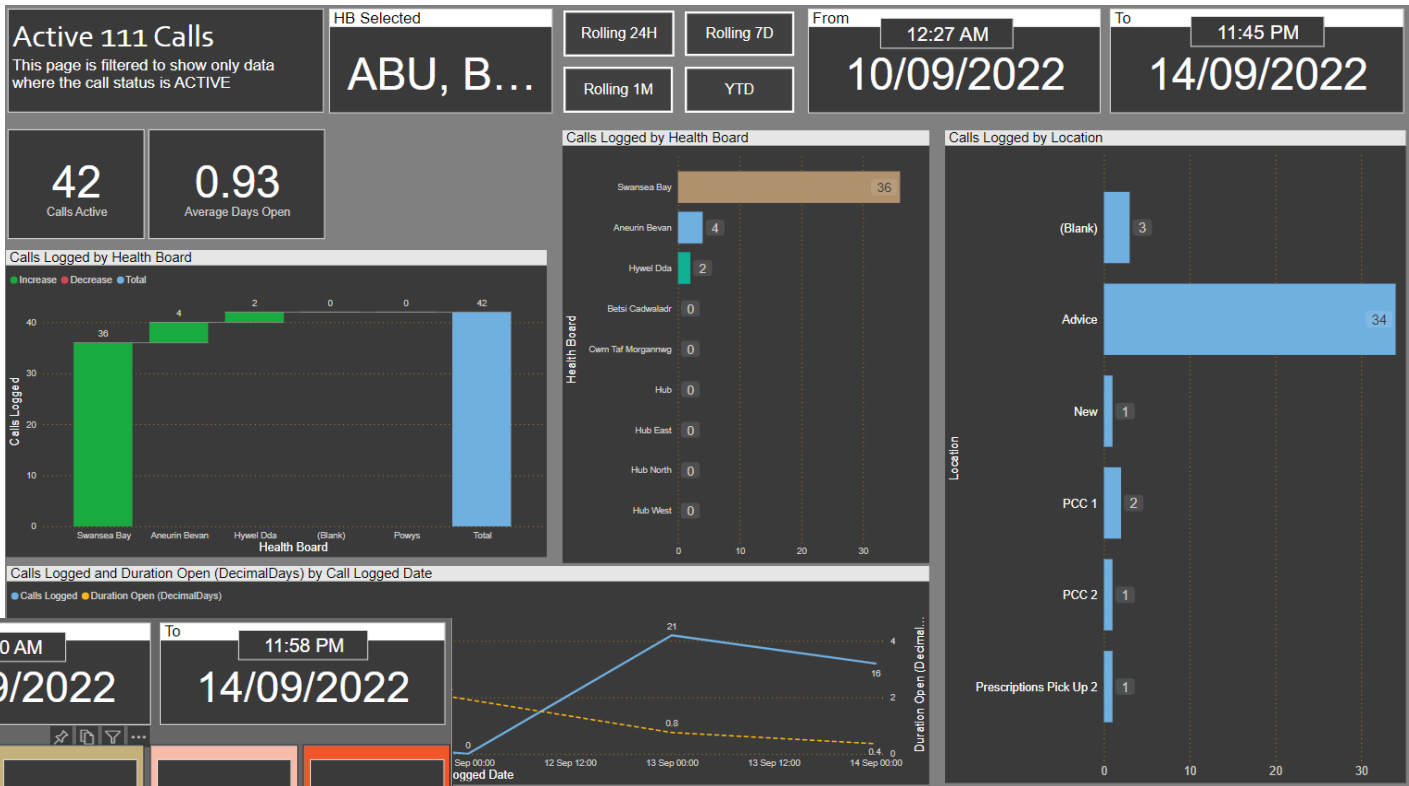 Active 111 Calls
This page is filtered to show only data
where the call status is ACTIVE
HB Selected
ABU, B...
Rolling 24H
Rolling 7D
Rolling 1M
YTD
From
12:27 AM
10/09/2022
To
11:45 PM
14/09/2022
42
Calls Active
0.93
Average Days Open
Calls Logged by Health Board
Increase Decrease Total
Calls Logged
40
30
20
10
0
36
4
2
0
0
42
Swansea Bay
Aneurin Bevan
Hywel Dda
(Blank)
Powys
Total
Health Board
Calls Logged by Health Board
Health Board
Swansea Bay 36
Aneurin Bevan 4
Hywel Dda 2
Betsi Cadwaladr 0
Cwm Taf Morgannwg 0
Hub 0
Hub East 0
Hub North 0
Hub West 0
0 10 20 30
Calls Logged by Location
Location
(Blank) 3
Advice 34
New 1
PCC 1 2
PCC 2 1
Prescriptions Pick Up 2 1
0 10 20 30
Calls Logged and Duration Open (DecimalDays) by Call Logged Date
Calls Logged Duration Open (DecimalDays)
0 AM
9/2022
To
11:58 PM
14/09/2022
0
21
16
0.8
0.4
4
2
0
Duration Open (Decimal...
Sep 00:00
12 Sep 12:00
13 Sep 00:00
13 Sep 12:00
14 Sep 00:00
ogged Date